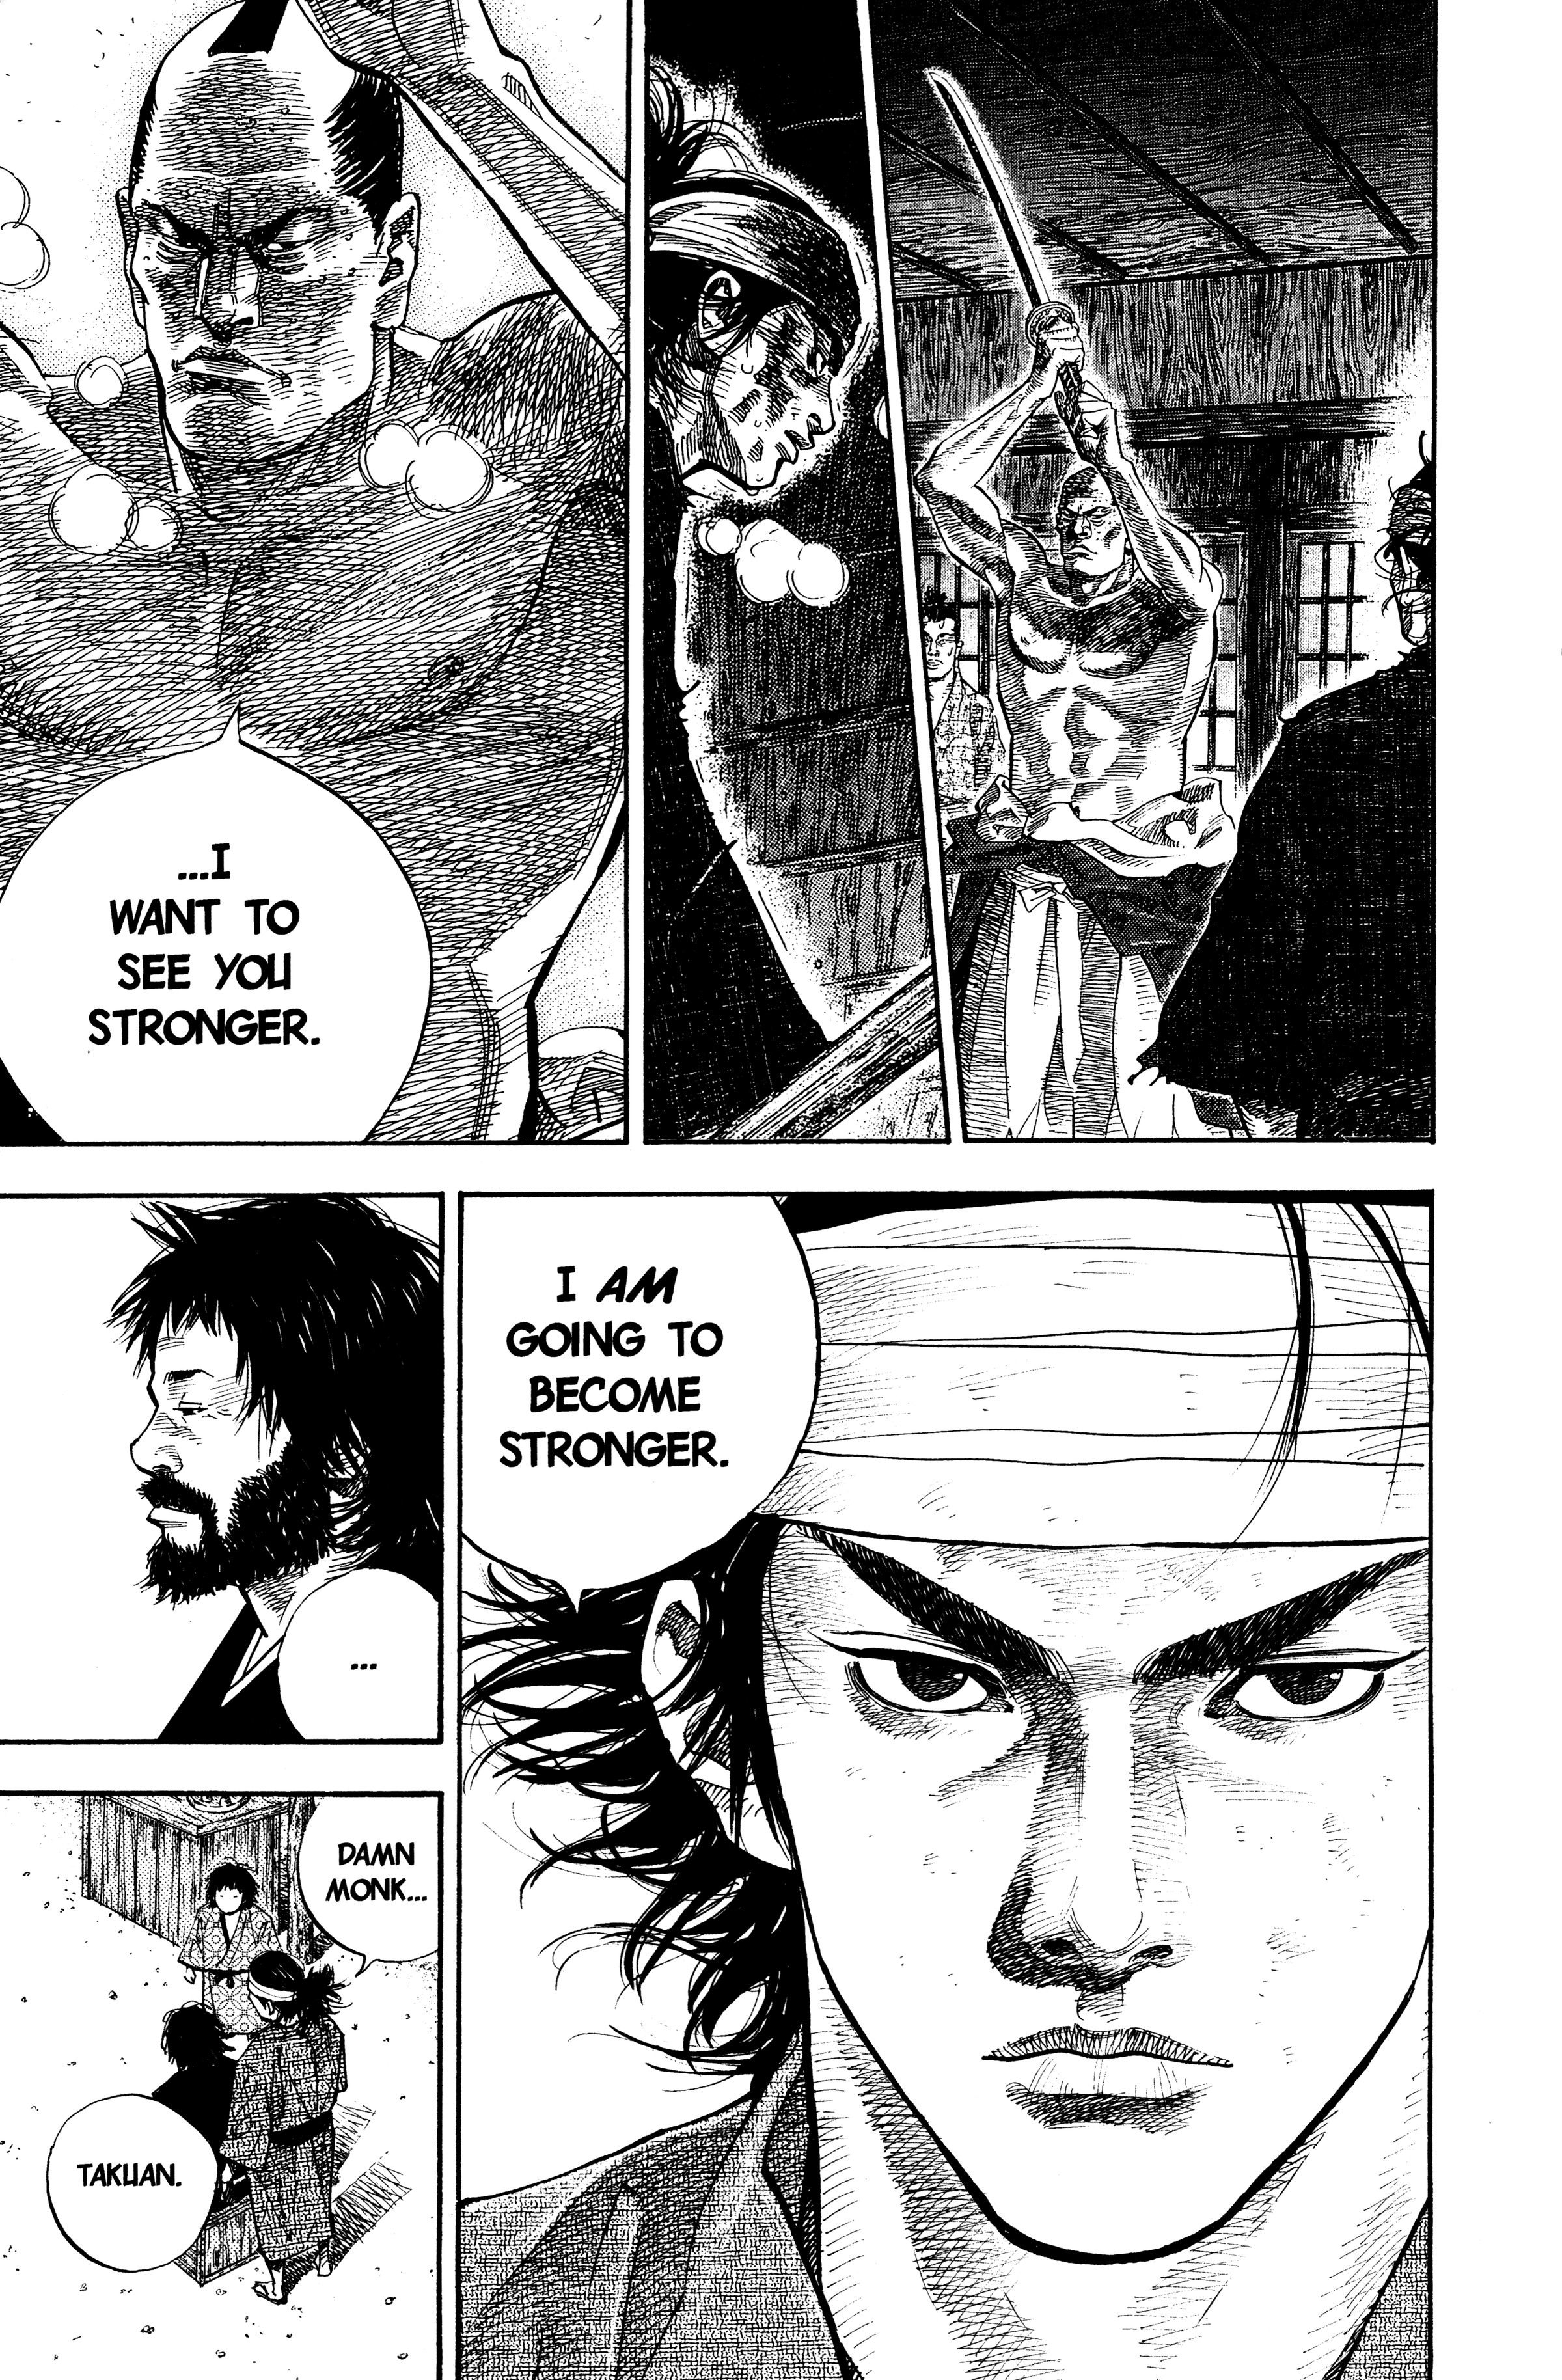 ...I
WANT TO
SEE YOU
STRONGER.
I AM
GOING TO
BECOME
STRONGER.
...
DAMN
MONK...
TAKUAN.